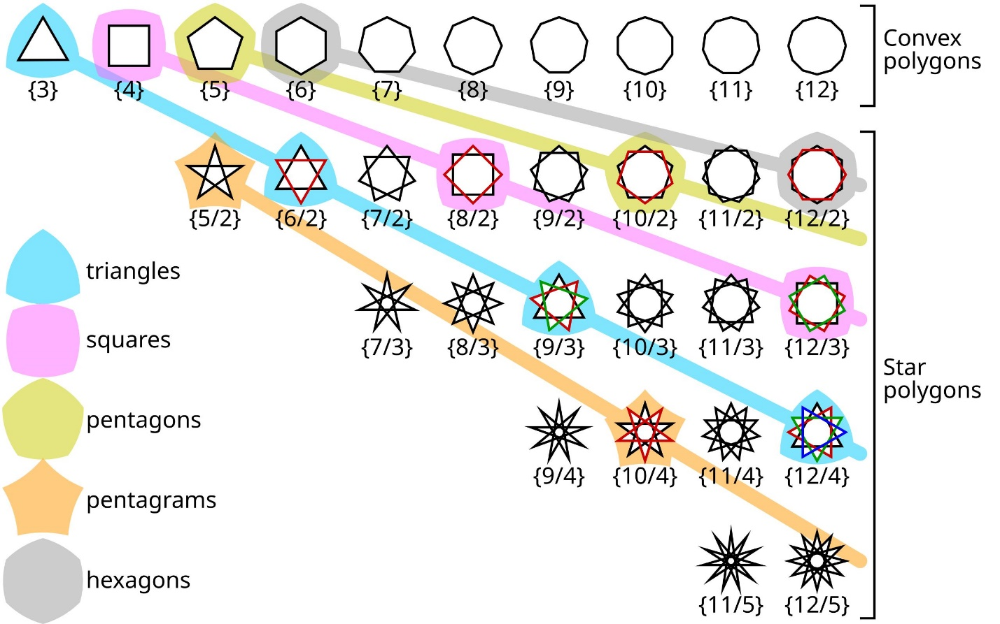 {3} {4} {5} {6} {7} {8} {9} {10} {11} {12}
Convex
polygons
{5/2} {6/2} {7/2} {8/2} {9/2} {10/2} {11/2} {12/2}
triangles
squares
{7/3} {8/3} {9/3} {10/3} {11/3} {12/3}
Star
polygons
pentagons
{9/4} {10/4} {11/4} {12/4}
pentagrams
hexagons
{11/5} {12/5}